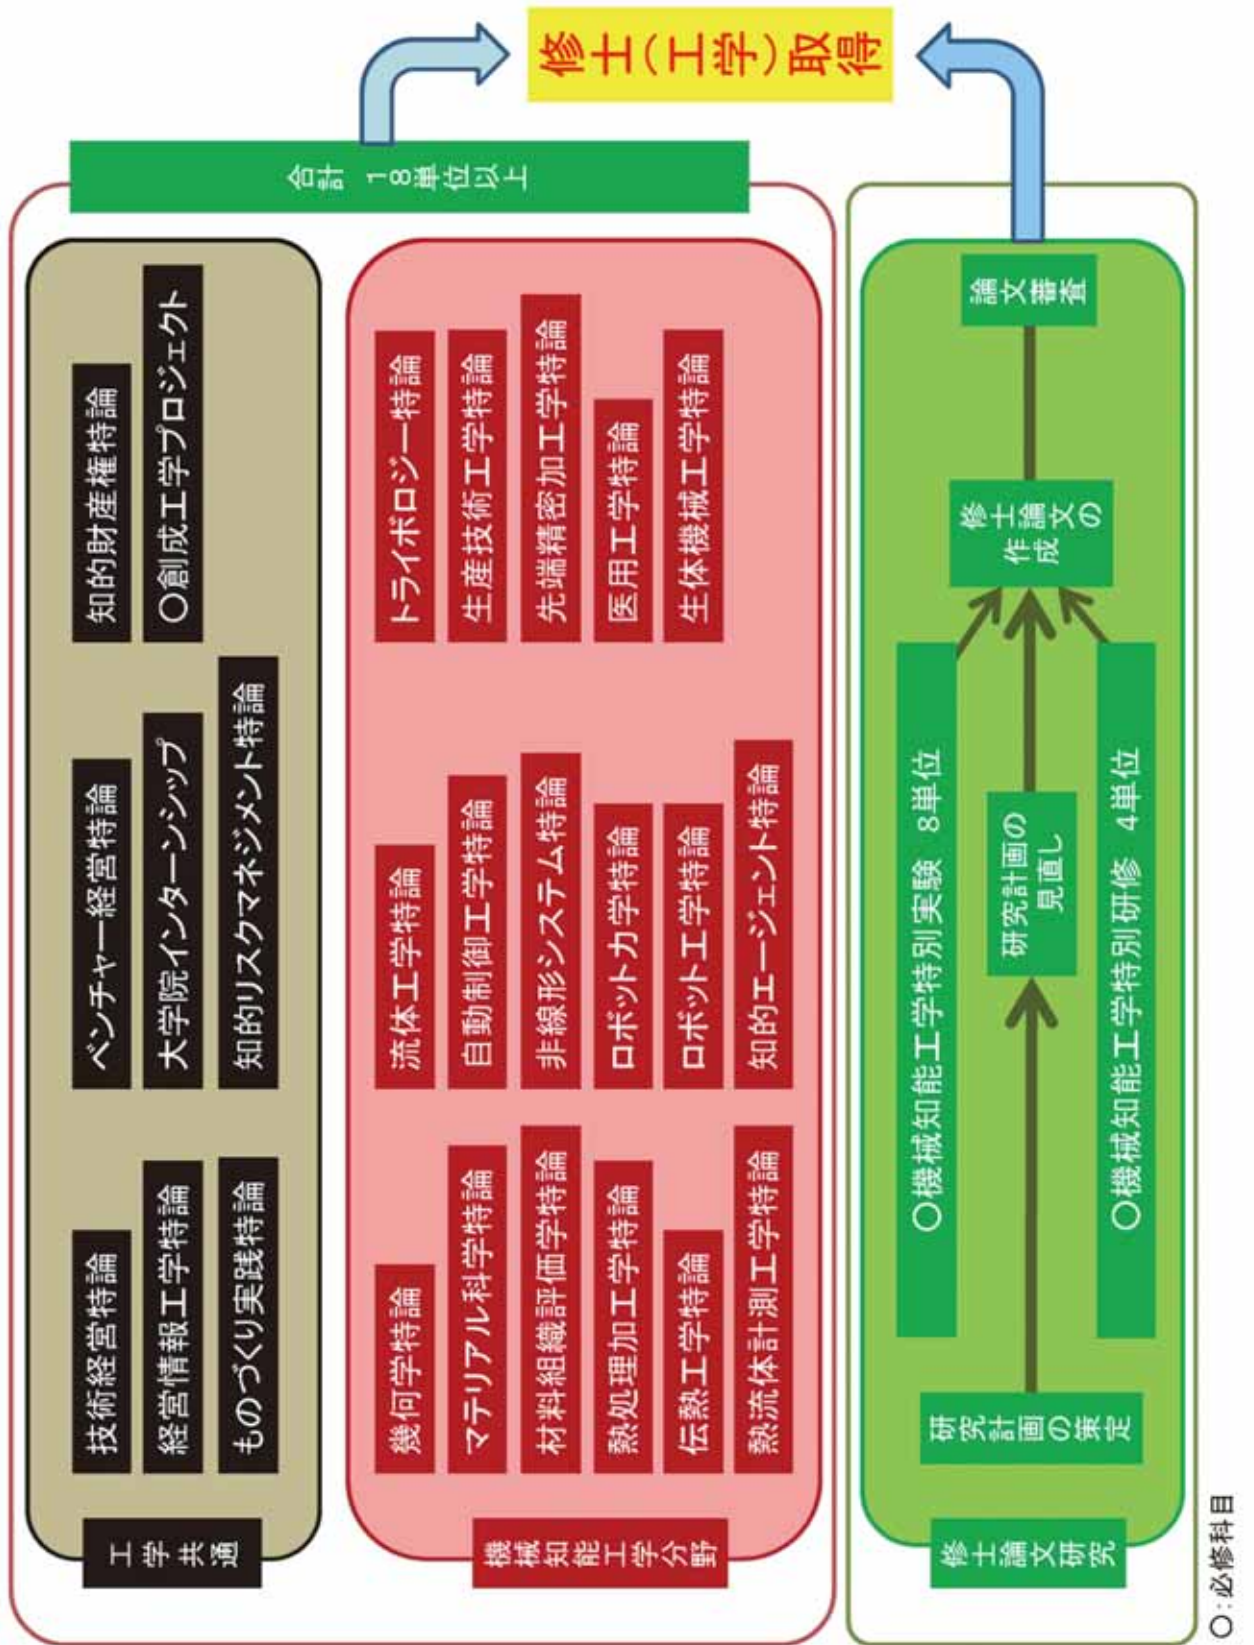 工学共通
技術経営特論
経営情報工学特論
ものづくり実践特論
ベンチャー経営特論
大学院インターンシップ
知的リスクマネジメント特論
知的財産権特論
○創成工学プロジェクト
機械知能工学分野
幾何学特論
マテリアル科学特論
材料組織評価学特論
熱処理加工学特論
伝熱工学特論
熱流体計測工学特論
流体工学特論
自動制御工学特論
非線形システム特論
ロボット力学特論
ロボット工学特論
知的エージェント特論
トライボロジー特論
生産技術工学特論
先端精密加工学特論
医用工学特論
生体機械工学特論
合計 18単位以上
修士(工学)取得
修士論文研究
研究計画の策定
○機械知能工学特別実験 8単位
研究計画の
見直し
○機械知能工学特別研修 4単位
修士論文の
作成
論文審査
○:必修科目